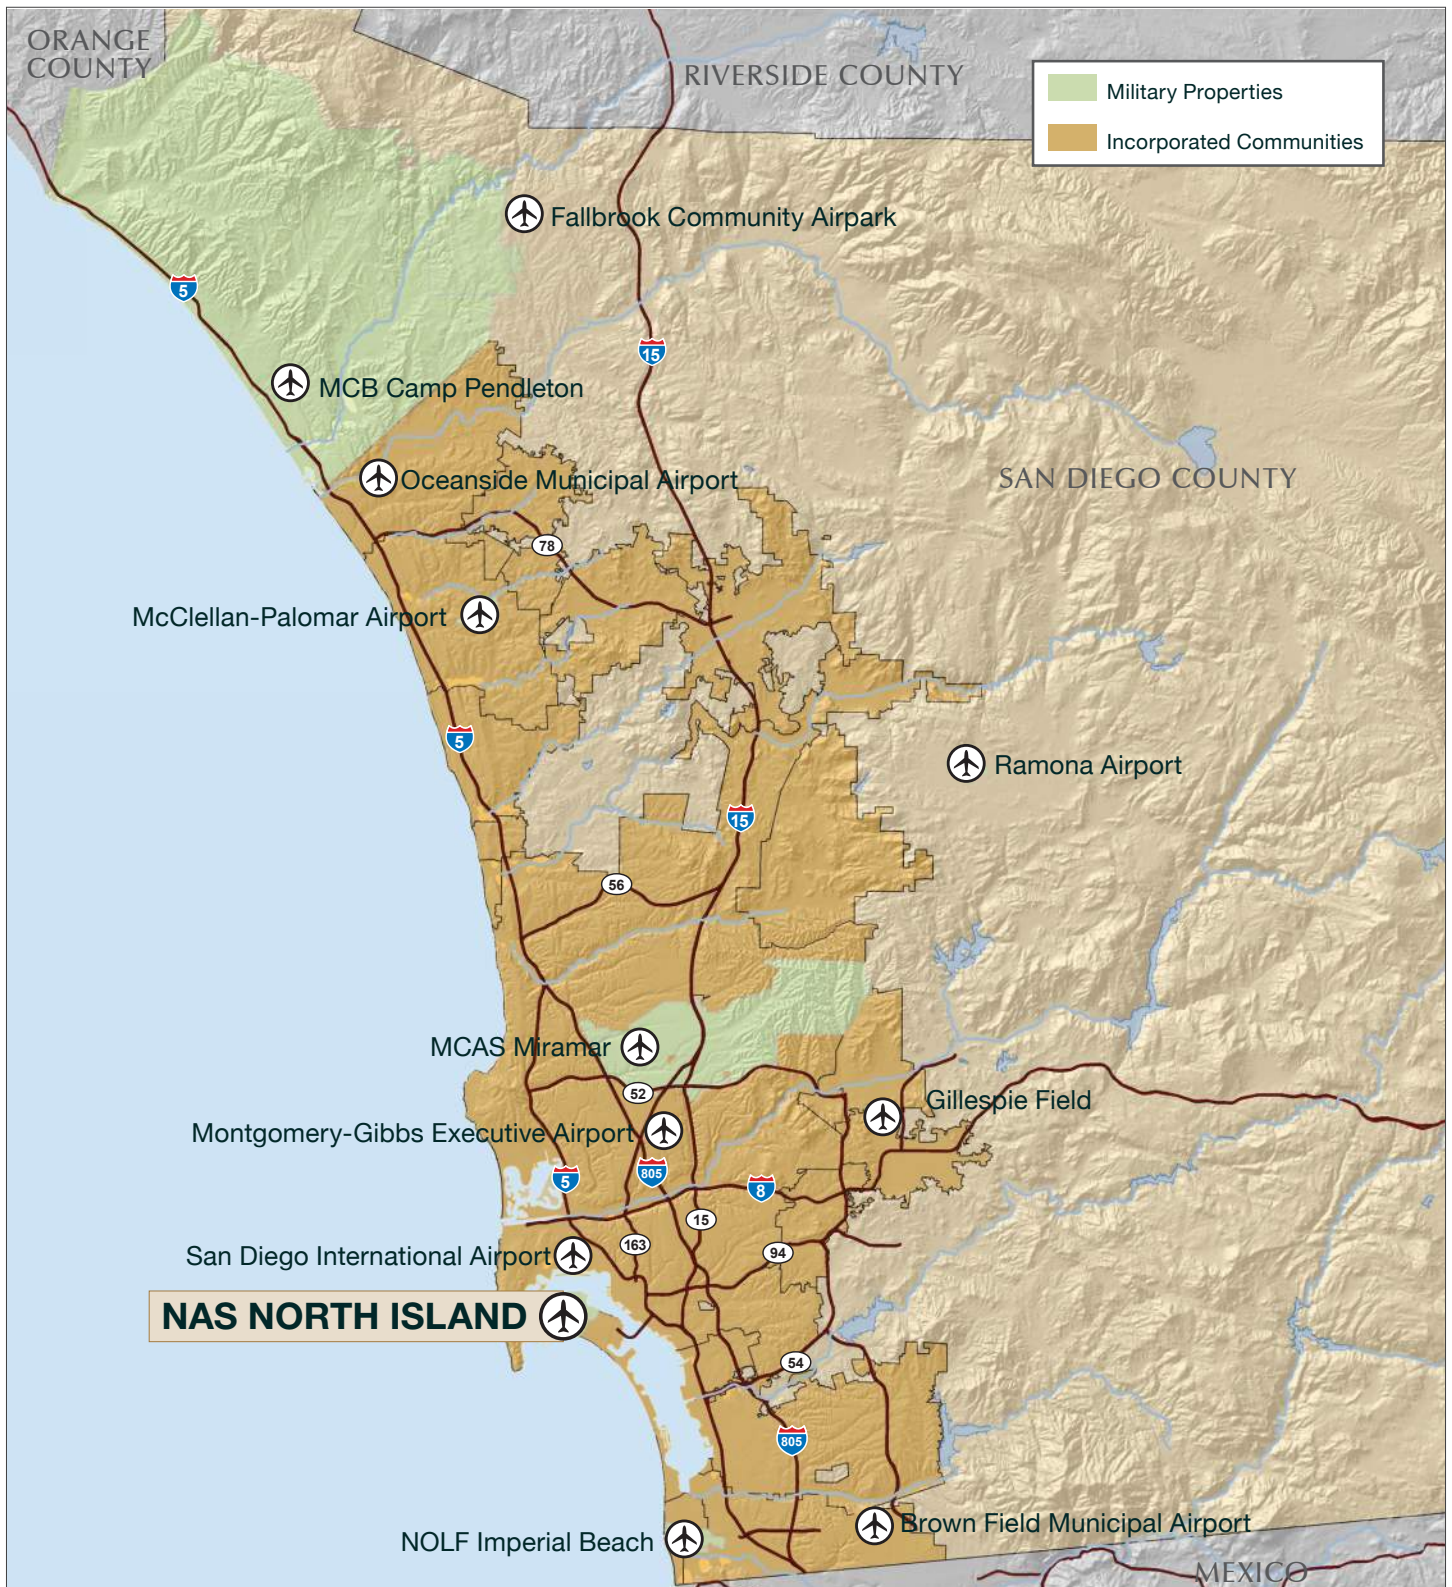 ORANGE
COUNTY
RIVERSIDE COUNTY
Military Properties
Incorporated Communities
Fallbrook Community Airpark
5
15
MCB Camp Pendleton
Oceanside Municipal Airport
SAN DIEGO COUNTY
78
McClellan-Palomar Airport
5
Ramona Airport
15
56
MCAS Miramar
52
Gillespie Field
Montgomery-Gibbs Executive Airport
5
805
8
15
163
94
San Diego International Airport
NAS NORTH ISLAND
54
805
Brown Field Municipal Airport
NOLF Imperial Beach
MEXICO